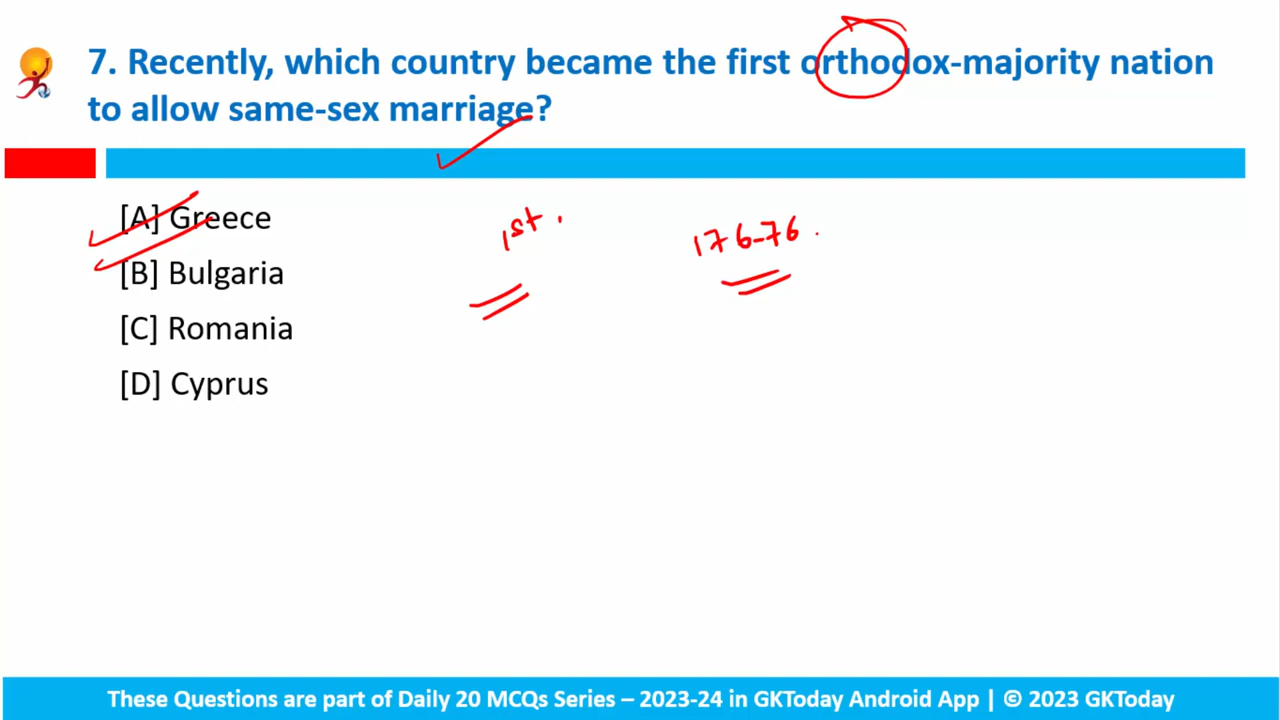 7. Recently, which country became the first orthodox-majority nation
to allow same-sex marriage?
[A] Greece
1st.
176-76.
[B] Bulgaria
[C] Romania
[D] Cyprus
These Questions are part of Daily 20 MCQs Series – 2023-24 in GKToday Android App | © 2023 GKToday